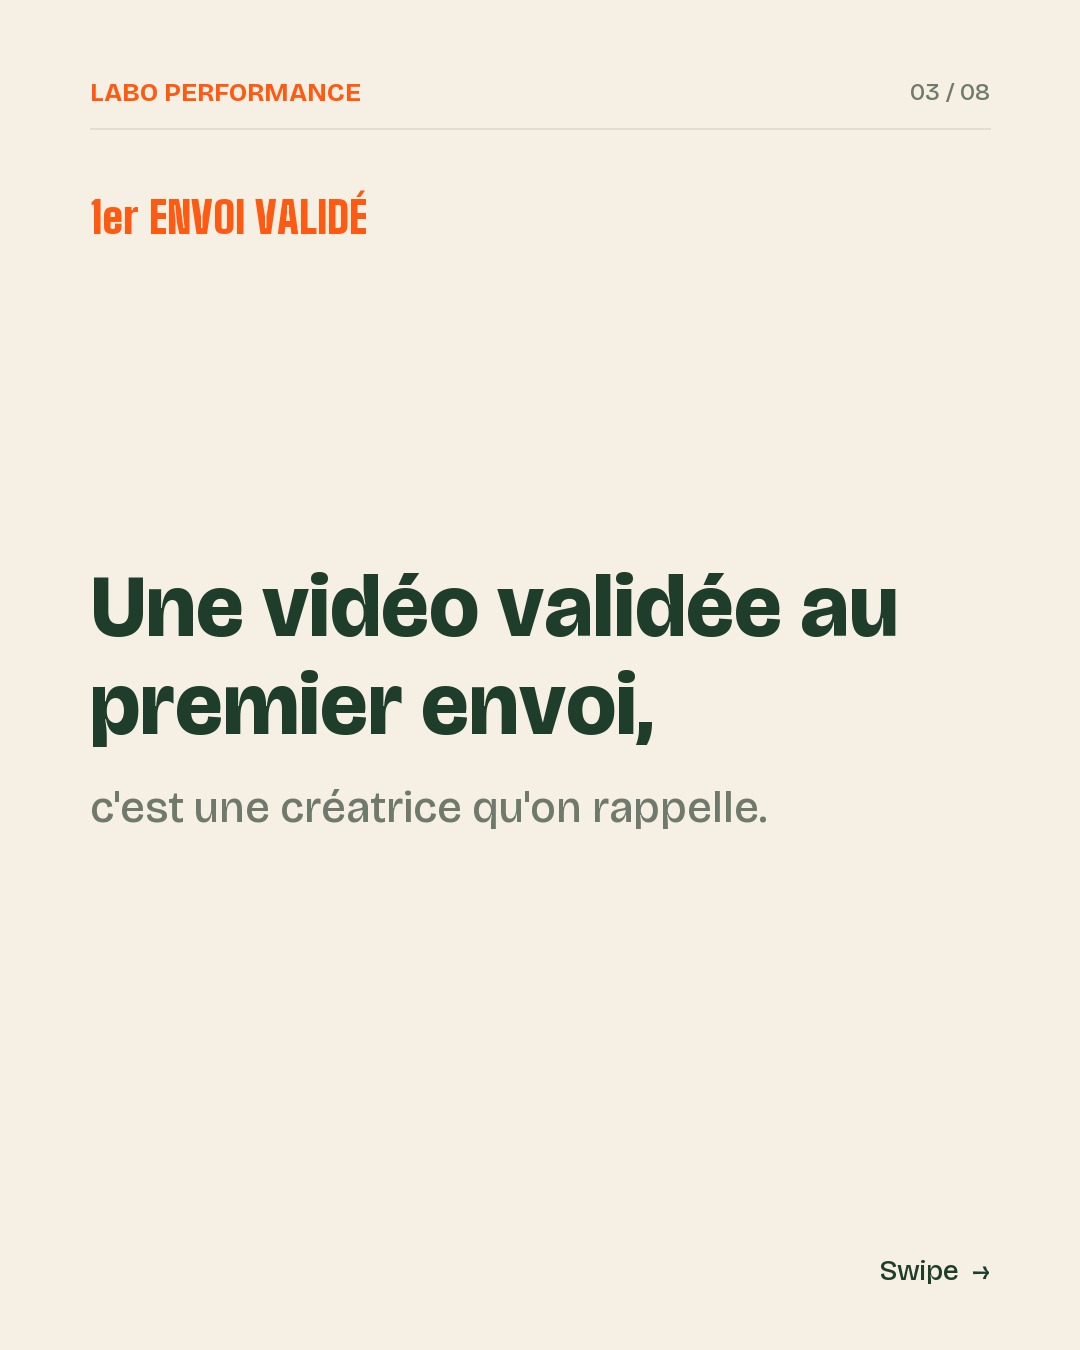 LABO PERFORMANCE
03 / 08
1er ENVOI VALIDÉ
Une vidéo validée au
premier envoi,
c'est une créatrice qu'on rappelle.
Swipe →